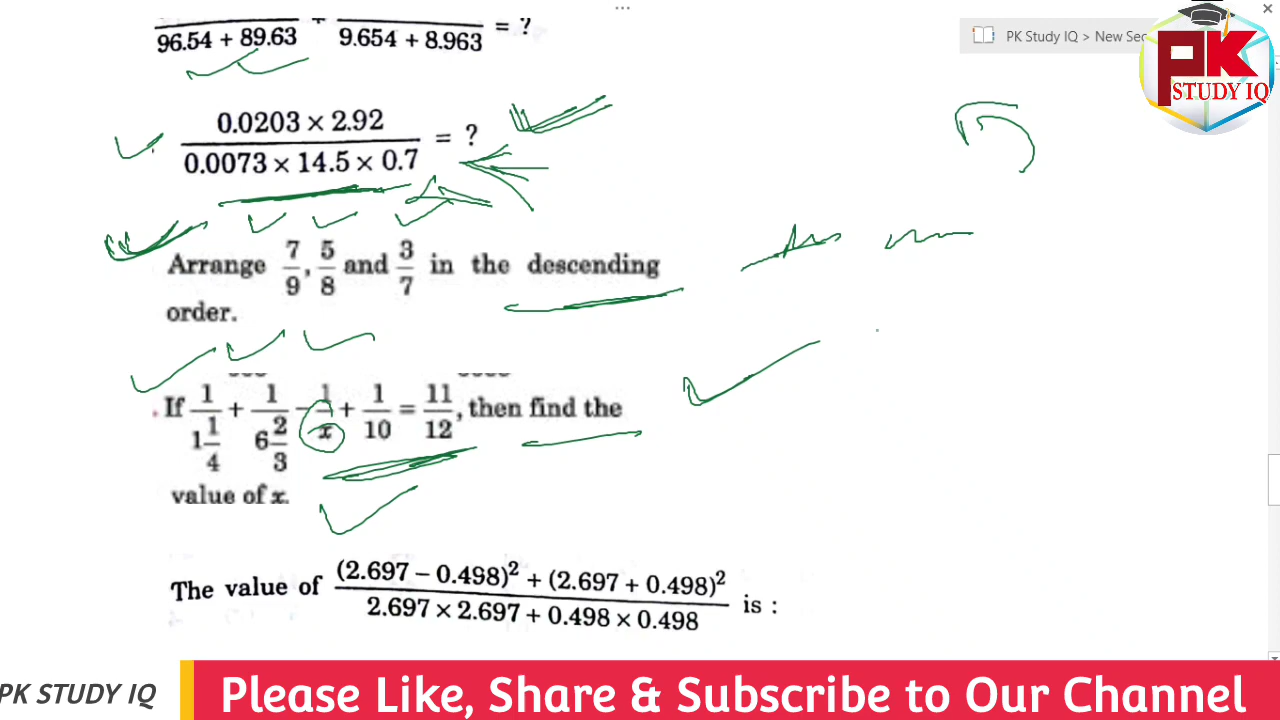 96.54 + 89.63 + 9.654 + 8.963 = ?
PK Study IQ > New Sec
PK
STUDY IQ
0.0203 × 2.92 = ?
0.0073 × 14.5 × 0.7
Arrange 7/9, 5/8 and 3/7 in the descending
order.
. If 1/(1 1/4) + 1/(6 2/3) − 1/x + 1/10 = 11/12, then find the
value of x.
The value of (2.697 − 0.498)² + (2.697 + 0.498)² is :
2.697 × 2.697 + 0.498 × 0.498
PK STUDY IQ
Please Like, Share & Subscribe to Our Channel